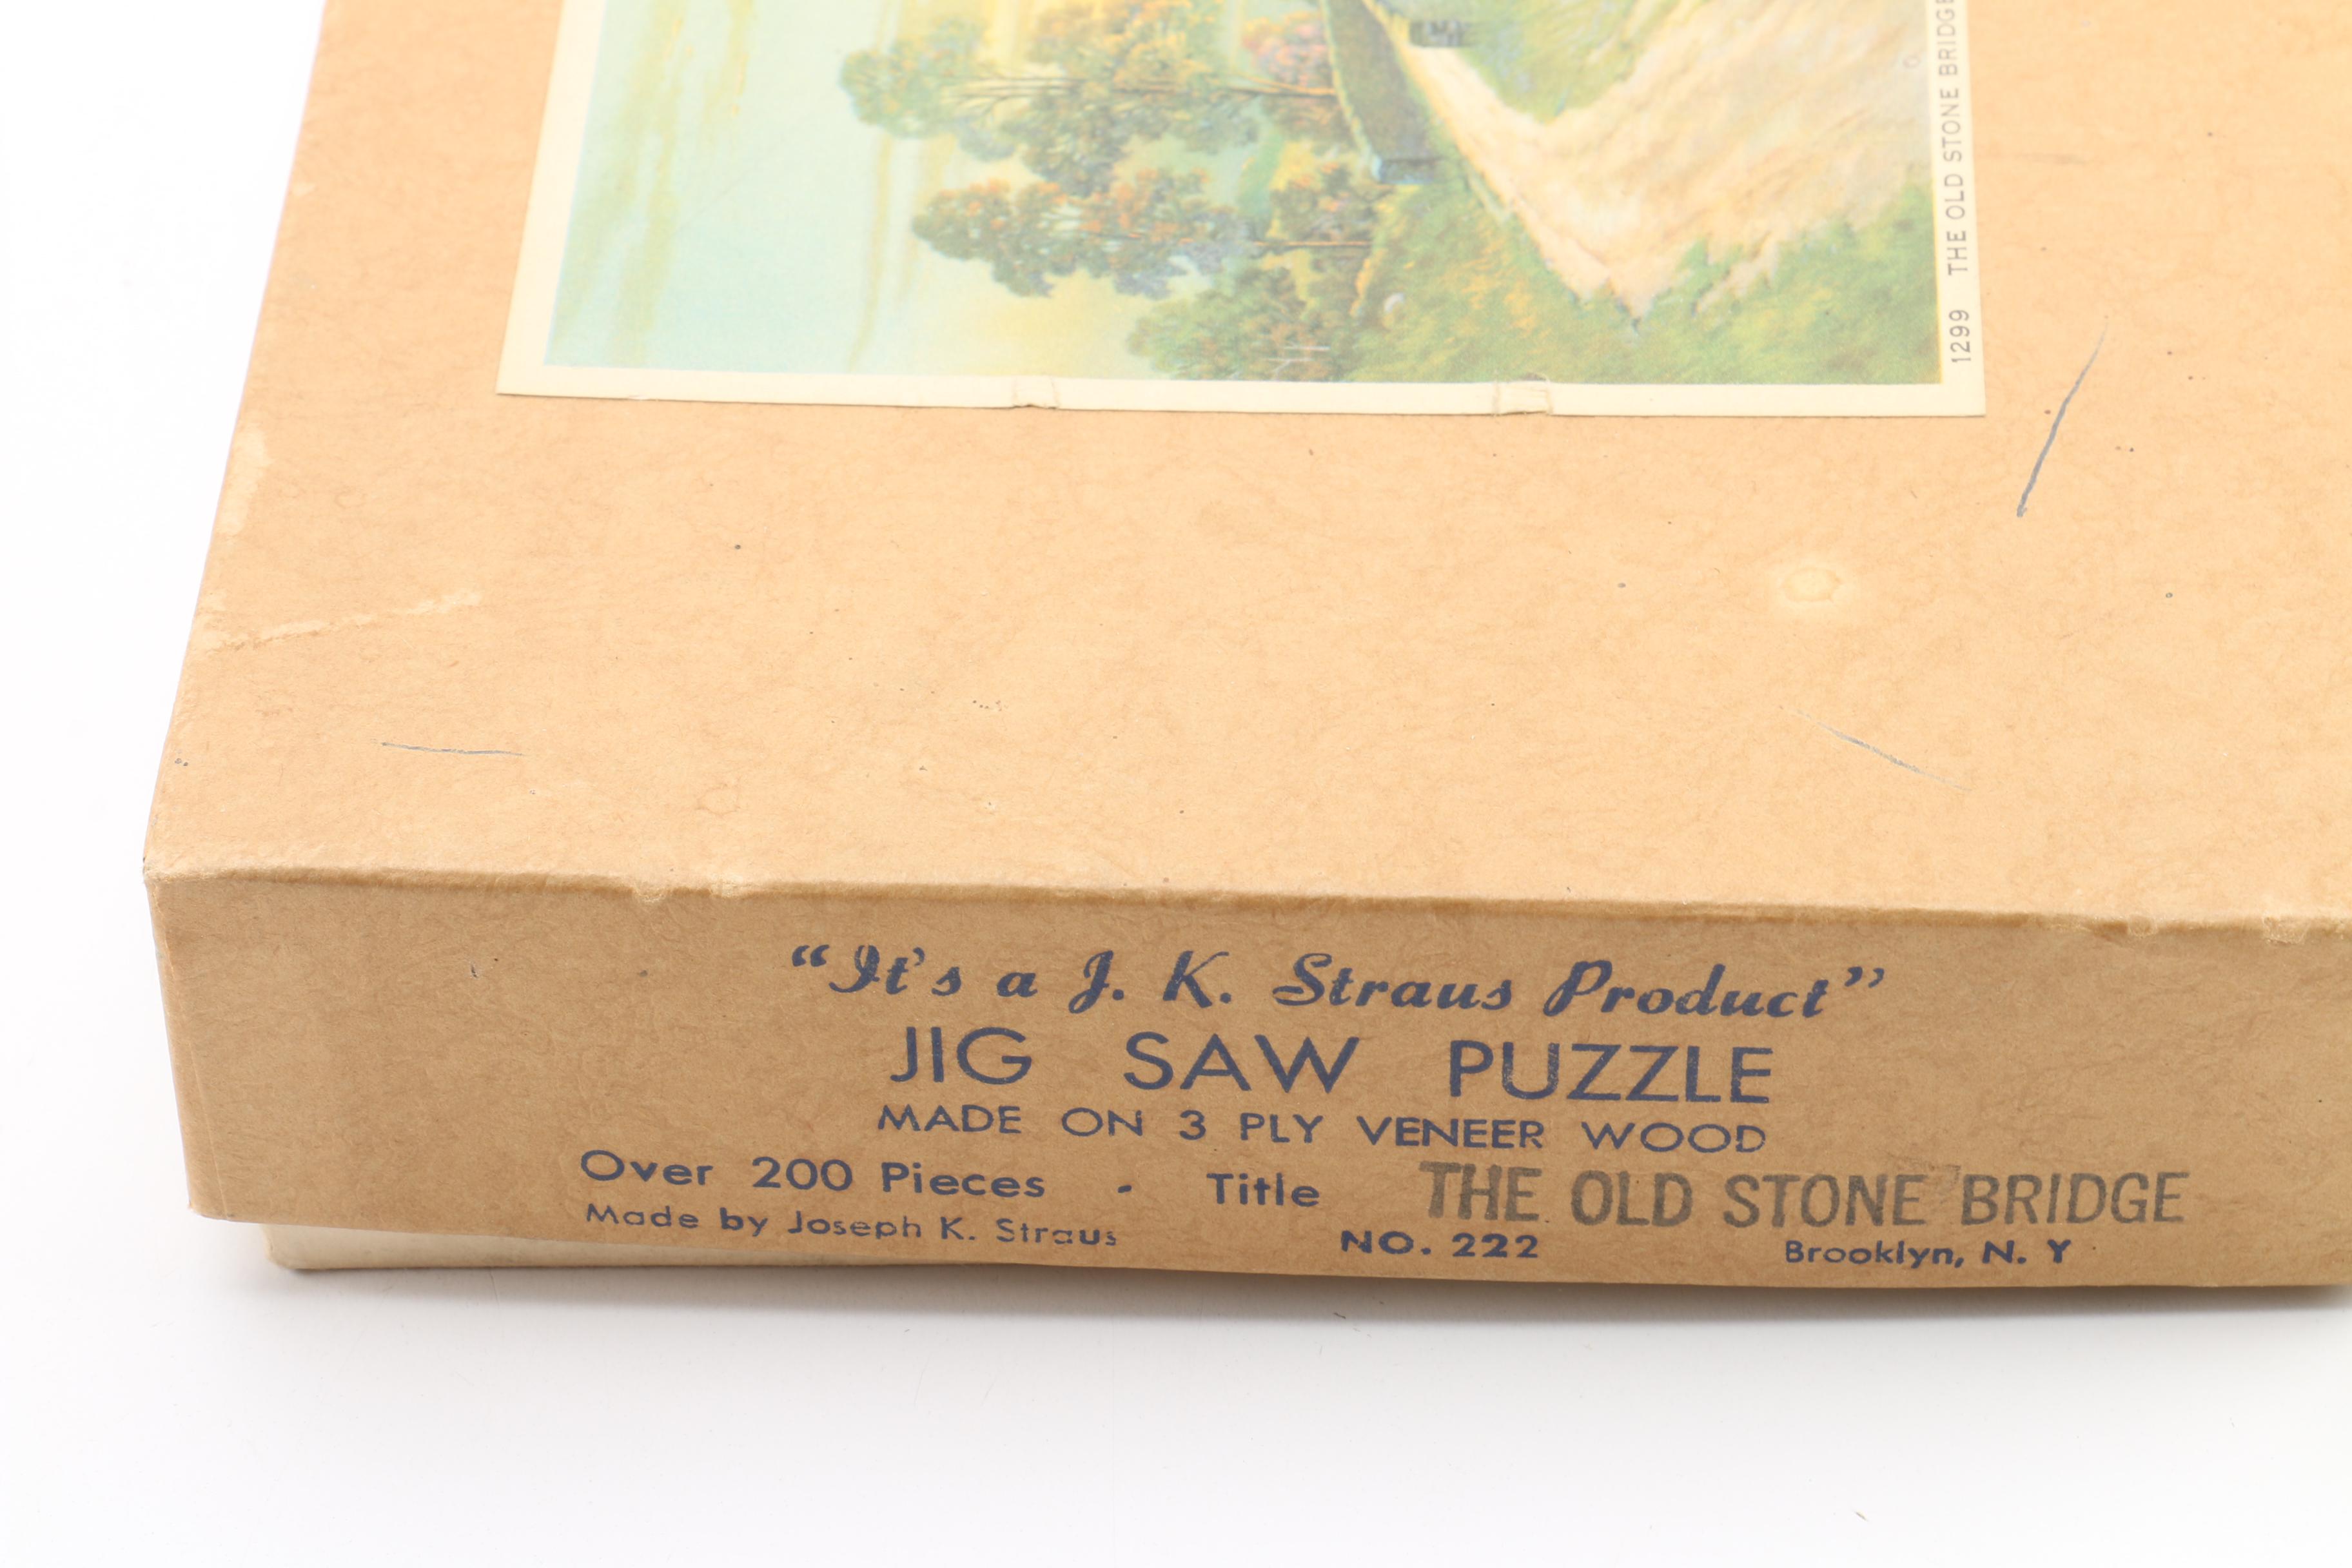 1299 THE OLD STONE BRIDGE
“It's a J. K. Straus Product”
JIG SAW PUZZLE
MADE ON 3 PLY VENEER WOOD
Over 200 Pieces - Title THE OLD STONE BRIDGE
Made by Joseph K. Straus NO. 222 Brooklyn, N. Y